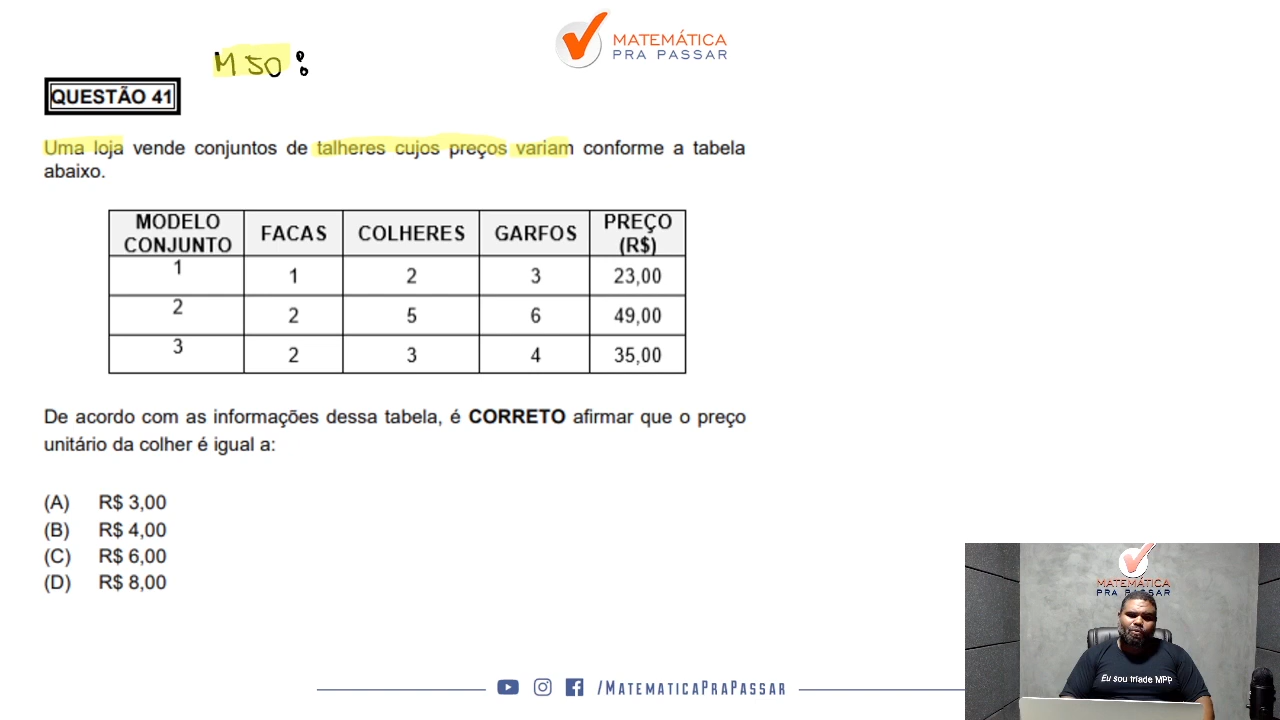 MATEMÁTICA
PRA PASSAR
M50:
QUESTÃO 41
Uma loja vende conjuntos de talheres cujos preços variam conforme a tabela
abaixo.
MODELO CONJUNTO FACAS COLHERES GARFOS PREÇO (R$)
1 1 2 3 23,00
2 2 5 6 49,00
3 2 3 4 35,00
De acordo com as informações dessa tabela, é CORRETO afirmar que o preço
unitário da colher é igual a:
(A) R$ 3,00
(B) R$ 4,00
(C) R$ 6,00
(D) R$ 8,00
MATEMÁTICA
PRA PASSAR
Eu sou tríade MPP
/MATEMATICAPRAPASSAR